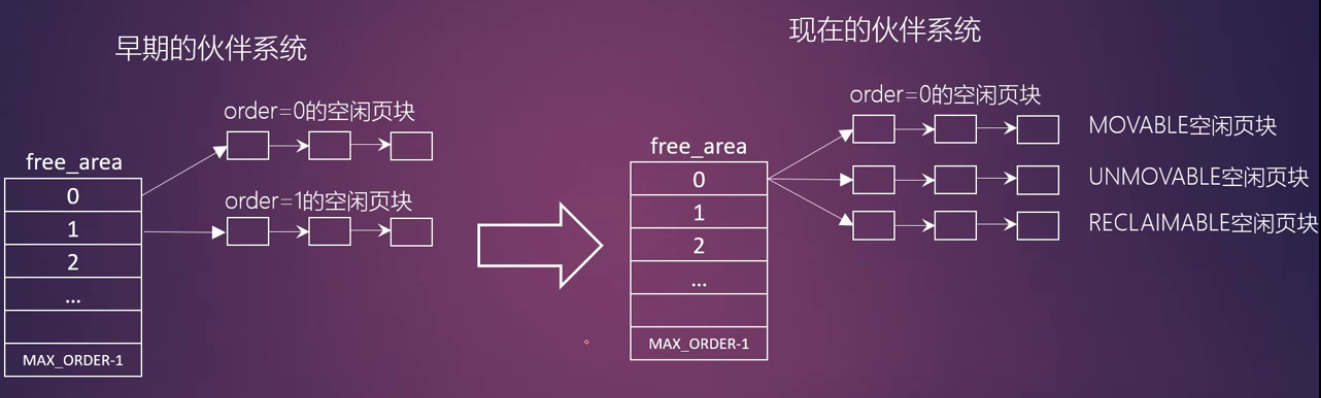 早期的伙伴系统
order=0的空闲页块
free_area
0
order=1的空闲页块
1
2
...
MAX_ORDER-1
现在的伙伴系统
order=0的空闲页块
MOVABLE空闲页块
free_area
0
UNMOVABLE空闲页块
1
RECLAIMABLE空闲页块
2
...
MAX_ORDER-1